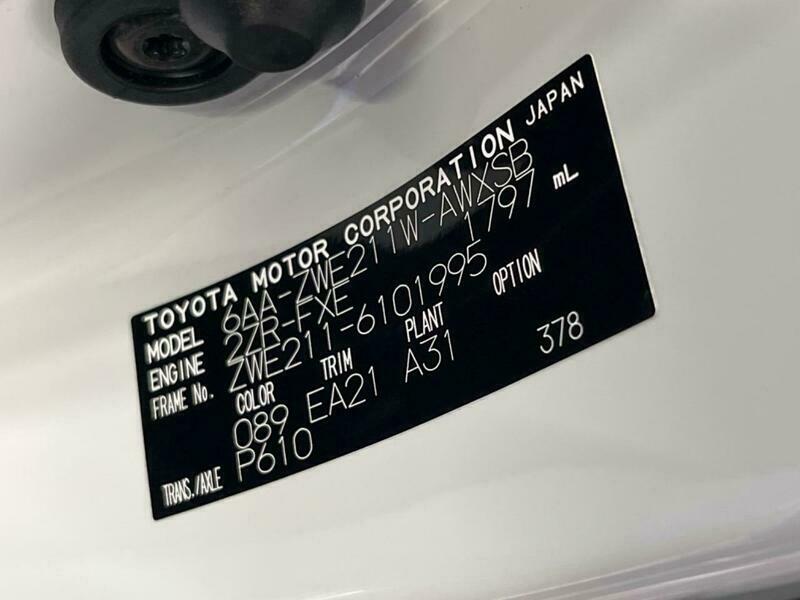 TOYOTA MOTOR CORPORATION JAPAN
MODEL 6AA-ZWE211W-AWXSB
ENGINE 2ZR-FXE 1797 mL
FRAME No. ZWE211-6101995
COLOR TRIM PLANT OPTION
089 EA21 A31 378
TRANS./AXLE P610